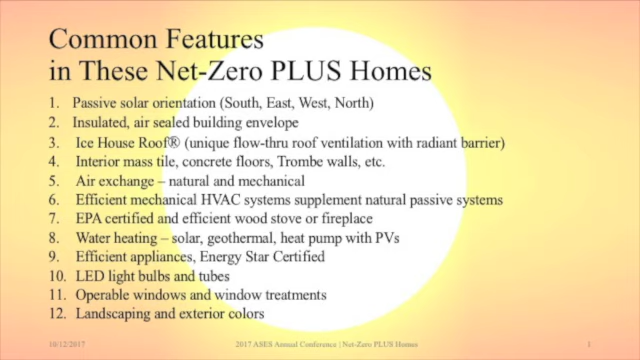 Common Features
in These Net-Zero PLUS Homes
1. Passive solar orientation (South, East, West, North)
2. Insulated, air sealed building envelope
3. Ice House Roof® (unique flow-thru roof ventilation with radiant barrier)
4. Interior mass tile, concrete floors, Trombe walls, etc.
5. Air exchange – natural and mechanical
6. Efficient mechanical HVAC systems supplement natural passive systems
7. EPA certified and efficient wood stove or fireplace
8. Water heating – solar, geothermal, heat pump with PVs
9. Efficient appliances, Energy Star Certified
10. LED light bulbs and tubes
11. Operable windows and window treatments
12. Landscaping and exterior colors
10/12/2017 2017 ASES Annual Conference | Net-Zero PLUS Homes